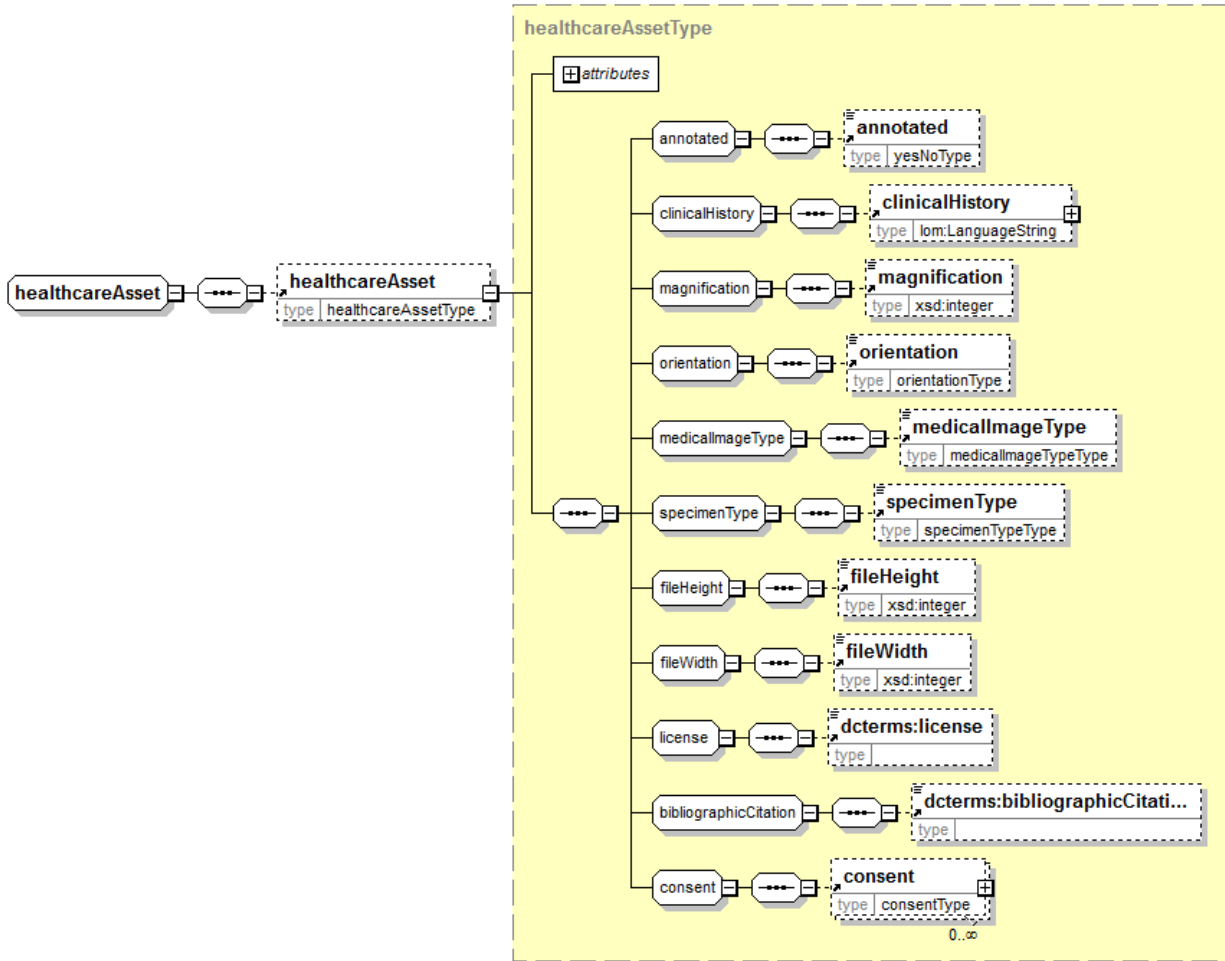 healthcareAssetType
attributes
annotated
annotated
type yesNoType
clinicalHistory
clinicalHistory
type lom:LanguageString
magnification
magnification
type xsd:integer
healthcareAsset
healthcareAsset
type healthcareAssetType
orientation
orientation
type orientationType
medicalImageType
medicalImageType
type medicalImageTypeType
specimenType
specimenType
type specimenTypeType
fileHeight
fileHeight
type xsd:integer
fileWidth
fileWidth
type xsd:integer
license
dcterms:license
type
bibliographicCitation
dcterms:bibliographicCitati...
type
consent
consent
type consentType
0..∞